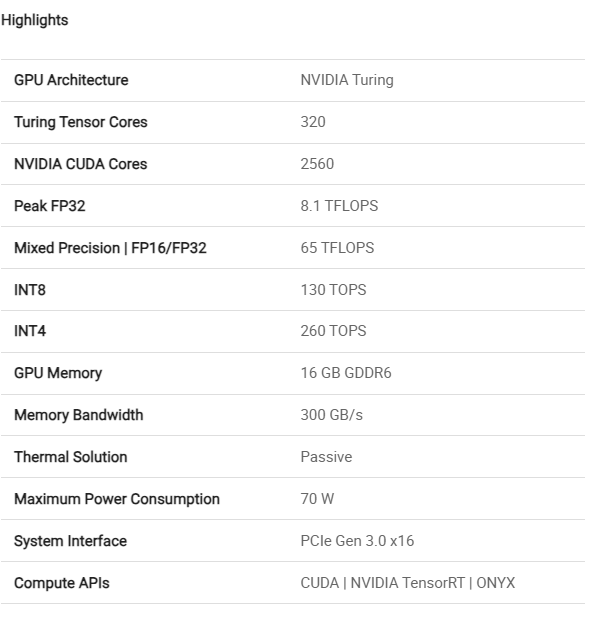 Highlights
GPU Architecture NVIDIA Turing
Turing Tensor Cores 320
NVIDIA CUDA Cores 2560
Peak FP32 8.1 TFLOPS
Mixed Precision | FP16/FP32 65 TFLOPS
INT8 130 TOPS
INT4 260 TOPS
GPU Memory 16 GB GDDR6
Memory Bandwidth 300 GB/s
Thermal Solution Passive
Maximum Power Consumption 70 W
System Interface PCIe Gen 3.0 x16
Compute APIs CUDA | NVIDIA TensorRT | ONYX